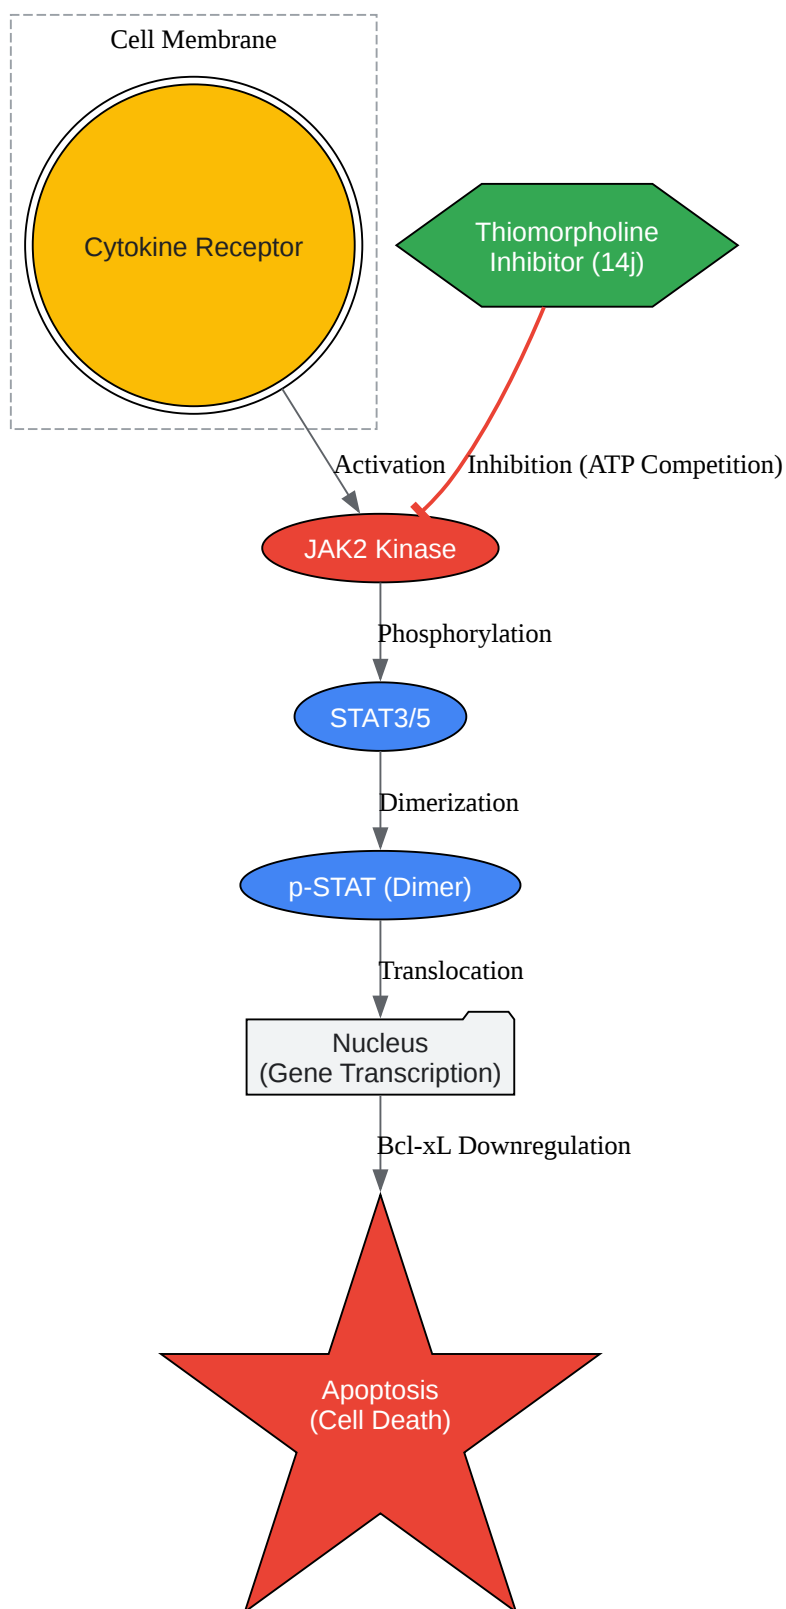 Cell Membrane
Cytokine Receptor
Thiomorpholine
Inhibitor (14j)
Activation
Inhibition (ATP Competition)
JAK2 Kinase
Phosphorylation
STAT3/5
Dimerization
p-STAT (Dimer)
Translocation
Nucleus
(Gene Transcription)
Bcl-xL Downregulation
Apoptosis
(Cell Death)